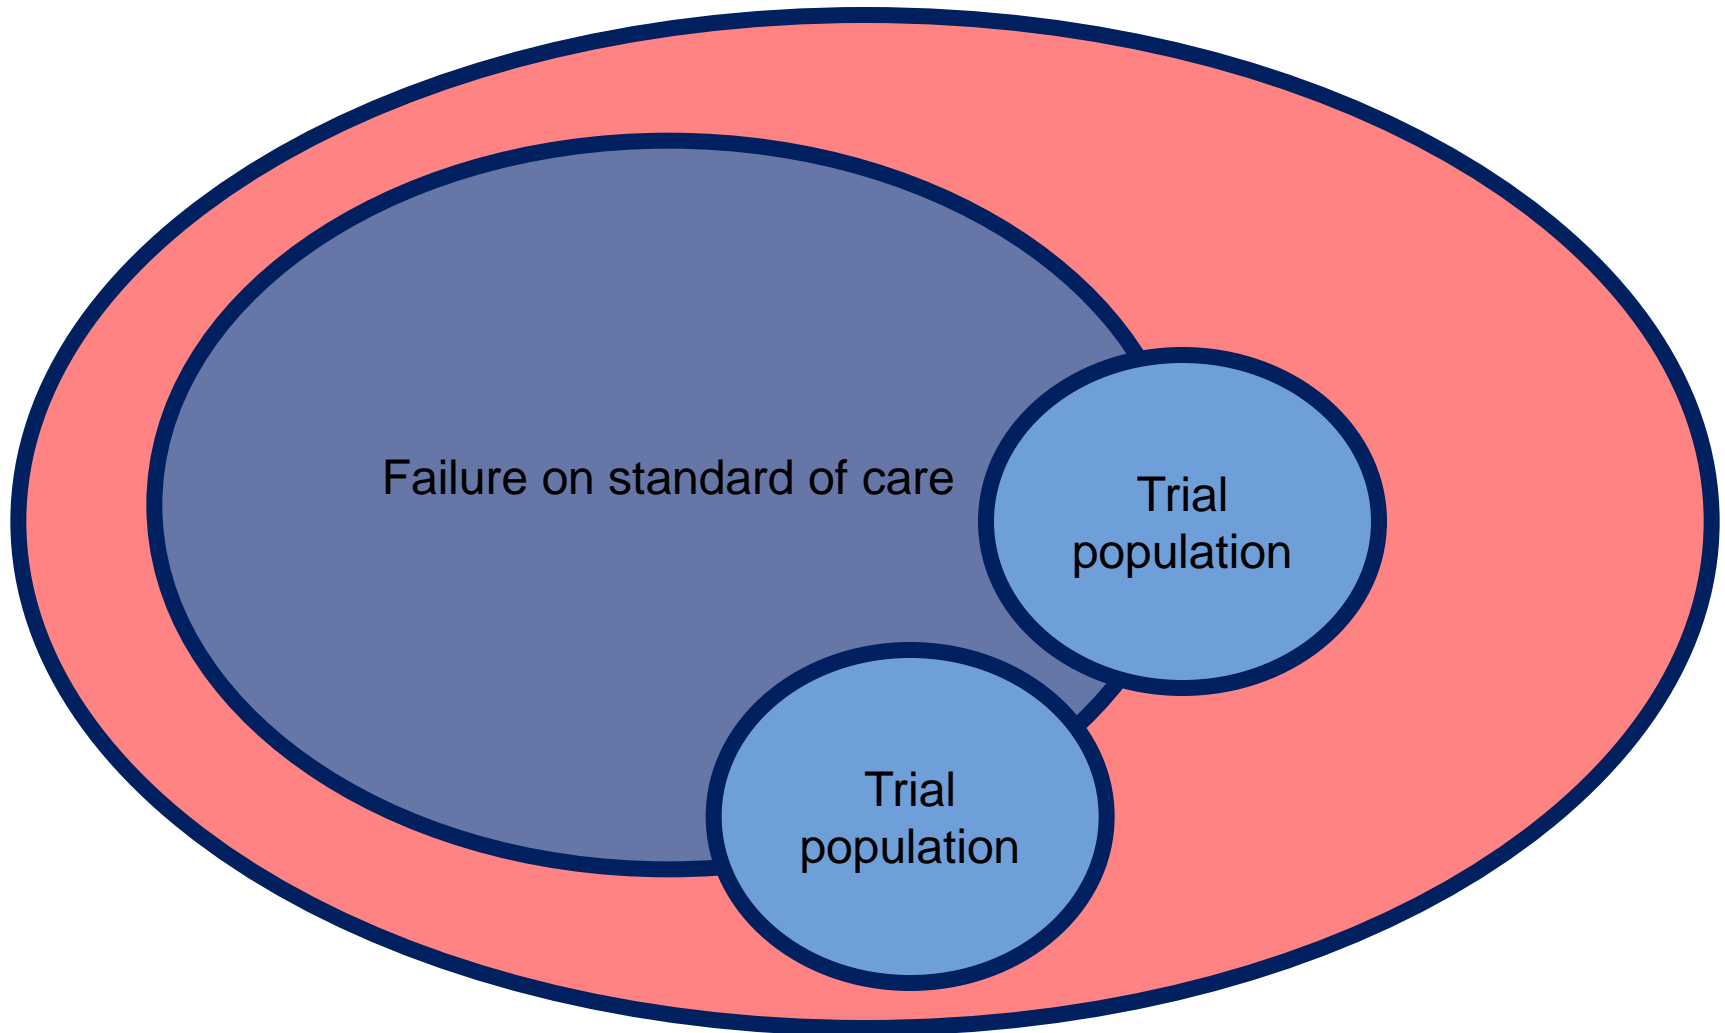 Failure on standard of care
Trial
population
Trial
population